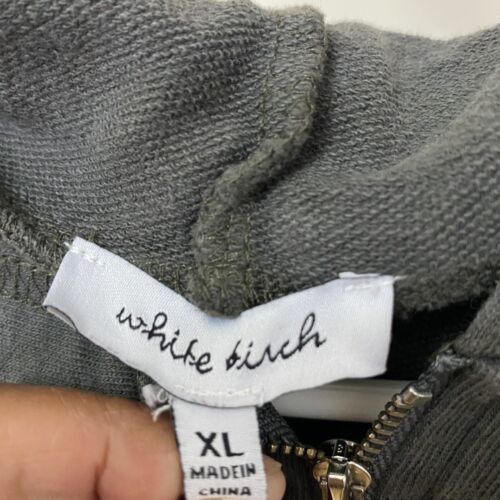 white birch
XL
MADE IN
CHINA